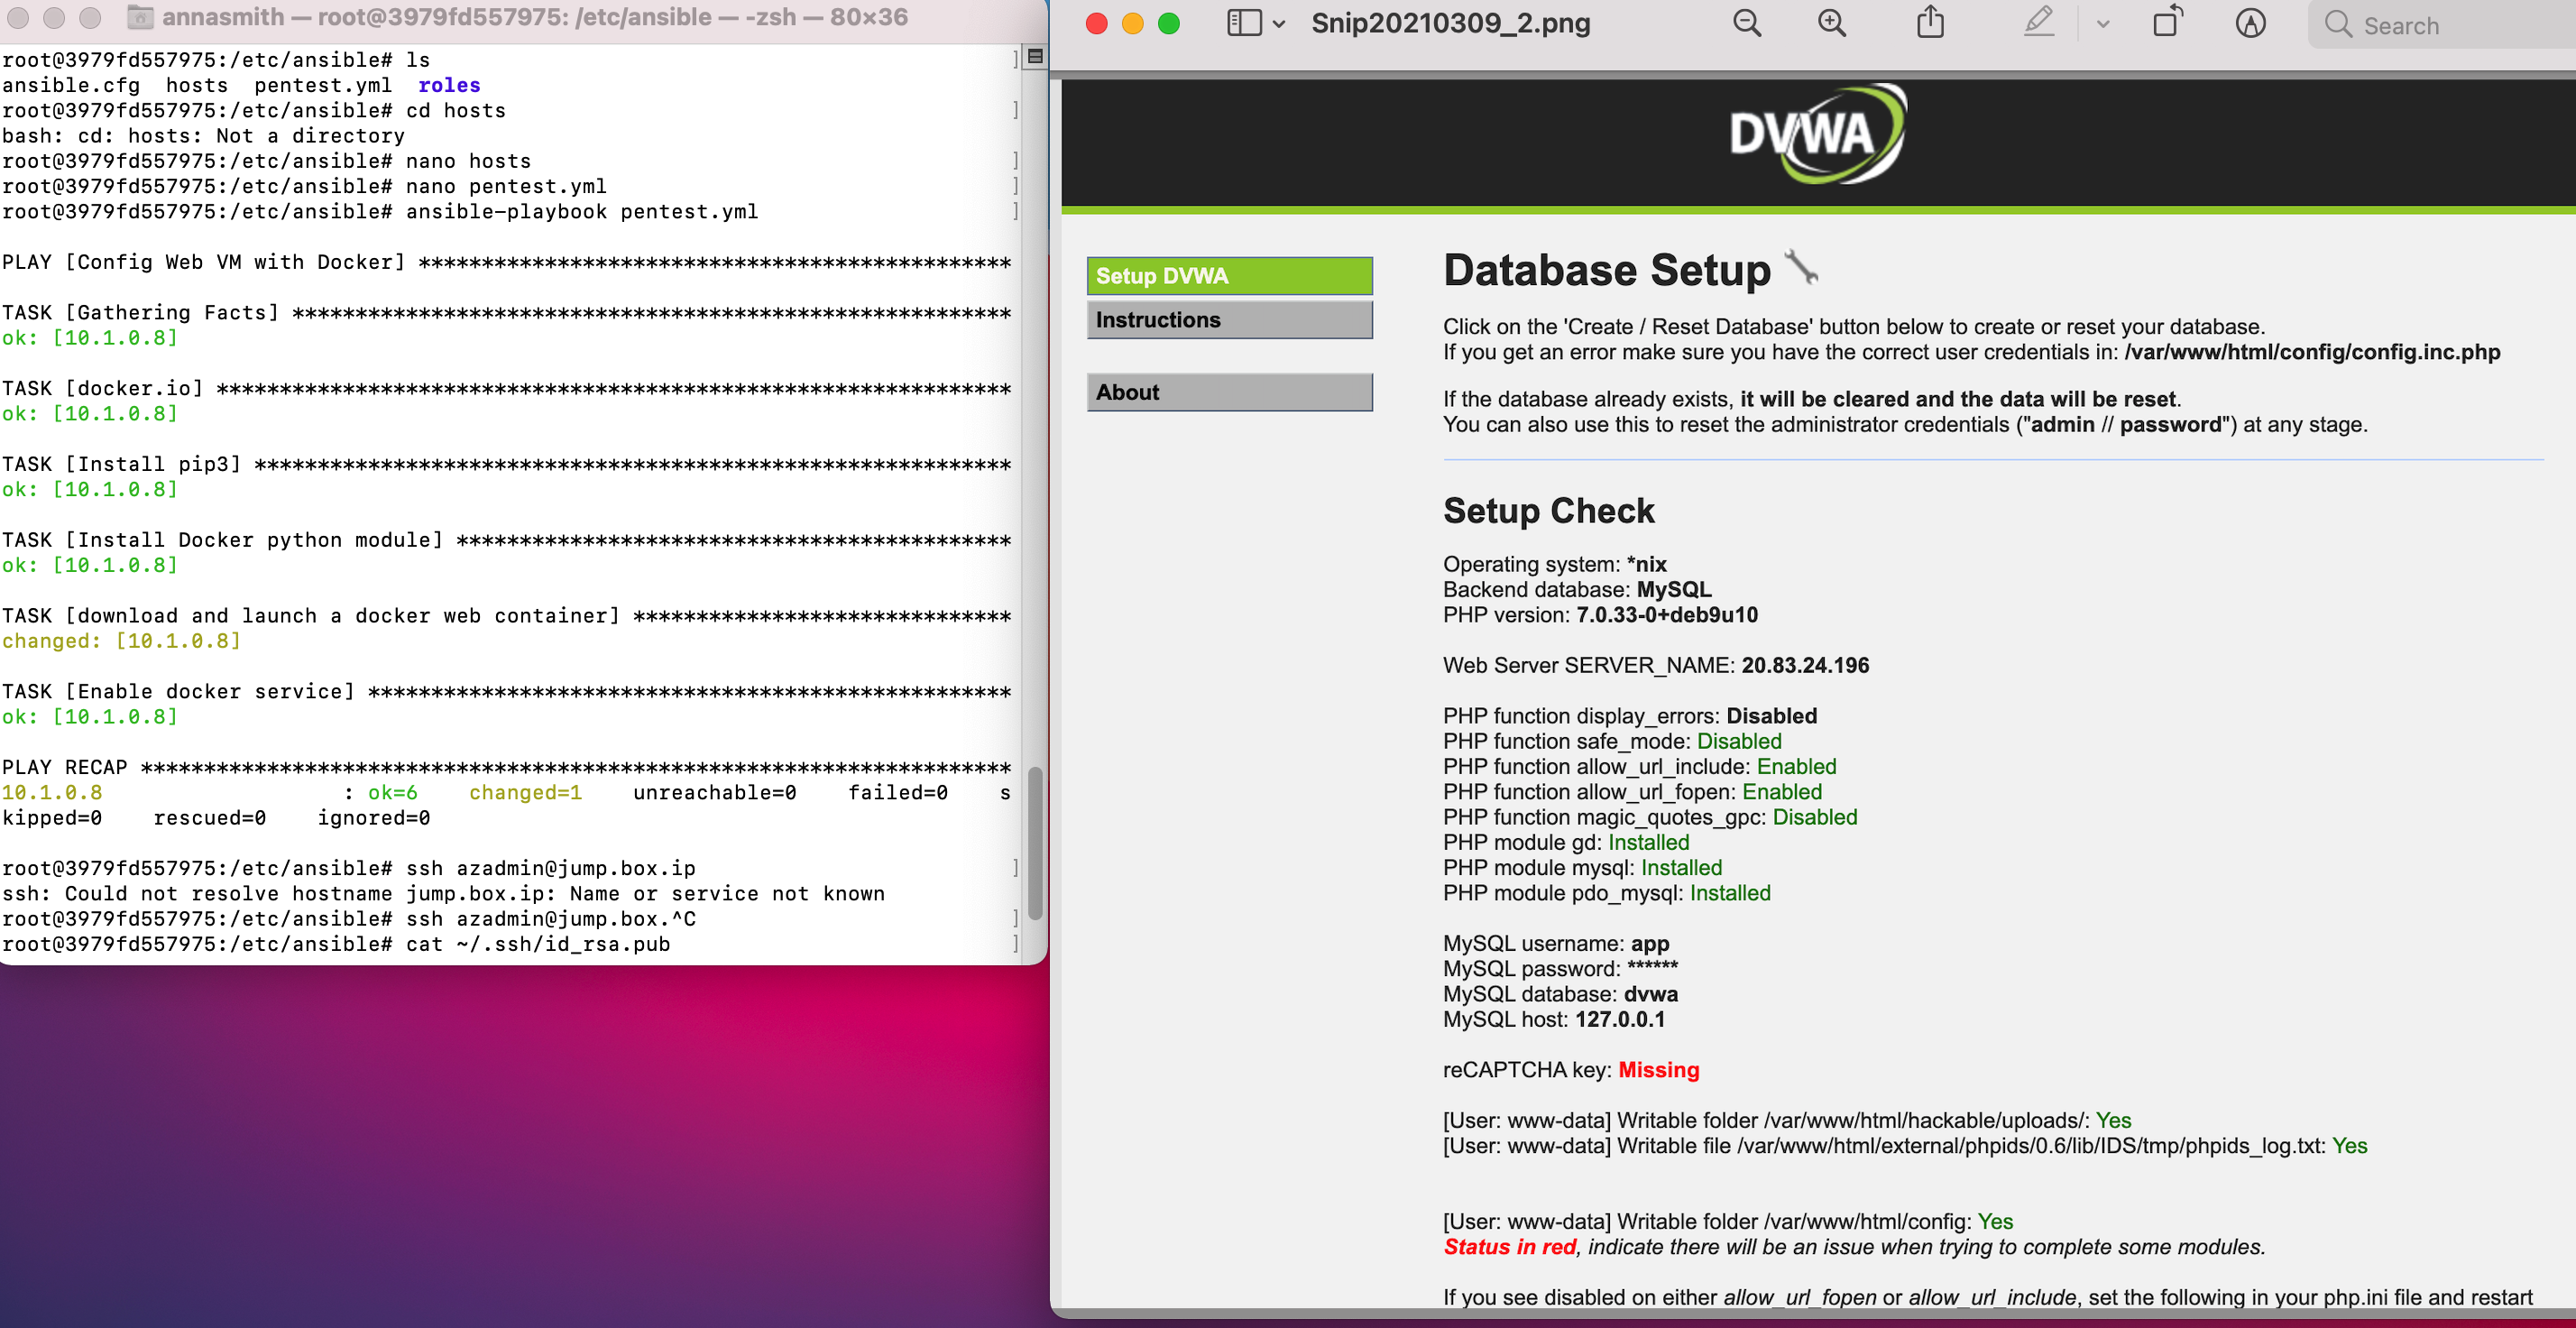 annasmith — root@3979fd557975: /etc/ansible — -zsh — 80×36
root@3979fd557975:/etc/ansible# ls
ansible.cfg  hosts  pentest.yml  roles
root@3979fd557975:/etc/ansible# cd hosts
bash: cd: hosts: Not a directory
root@3979fd557975:/etc/ansible# nano hosts
root@3979fd557975:/etc/ansible# nano pentest.yml
root@3979fd557975:/etc/ansible# ansible-playbook pentest.yml
PLAY [Config Web VM with Docker] ***********************************************
TASK [Gathering Facts] *********************************************************
ok: [10.1.0.8]
TASK [docker.io] ***************************************************************
ok: [10.1.0.8]
TASK [Install pip3] ************************************************************
ok: [10.1.0.8]
TASK [Install Docker python module] ********************************************
ok: [10.1.0.8]
TASK [download and launch a docker web container] ******************************
changed: [10.1.0.8]
TASK [Enable docker service] ***************************************************
ok: [10.1.0.8]
PLAY RECAP *********************************************************************
10.1.0.8                   : ok=6    changed=1    unreachable=0    failed=0    s
kipped=0    rescued=0    ignored=0
root@3979fd557975:/etc/ansible# ssh azadmin@jump.box.ip
ssh: Could not resolve hostname jump.box.ip: Name or service not known
root@3979fd557975:/etc/ansible# ssh azadmin@jump.box.^C
root@3979fd557975:/etc/ansible# cat ~/.ssh/id_rsa.pub
Snip20210309_2.png
Search
DVWA
Setup DVWA
Instructions
About
Database Setup
Click on the 'Create / Reset Database' button below to create or reset your database.
If you get an error make sure you have the correct user credentials in: /var/www/html/config/config.inc.php
If the database already exists, it will be cleared and the data will be reset.
You can also use this to reset the administrator credentials ("admin // password") at any stage.
Setup Check
Operating system: *nix
Backend database: MySQL
PHP version: 7.0.33-0+deb9u10
Web Server SERVER_NAME: 20.83.24.196
PHP function display_errors: Disabled
PHP function safe_mode: Disabled
PHP function allow_url_include: Enabled
PHP function allow_url_fopen: Enabled
PHP function magic_quotes_gpc: Disabled
PHP module gd: Installed
PHP module mysql: Installed
PHP module pdo_mysql: Installed
MySQL username: app
MySQL password: ******
MySQL database: dvwa
MySQL host: 127.0.0.1
reCAPTCHA key: Missing
[User: www-data] Writable folder /var/www/html/hackable/uploads/: Yes
[User: www-data] Writable file /var/www/html/external/phpids/0.6/lib/IDS/tmp/phpids_log.txt: Yes
[User: www-data] Writable folder /var/www/html/config: Yes
Status in red, indicate there will be an issue when trying to complete some modules.
If you see disabled on either allow_url_fopen or allow_url_include, set the following in your php.ini file and restart